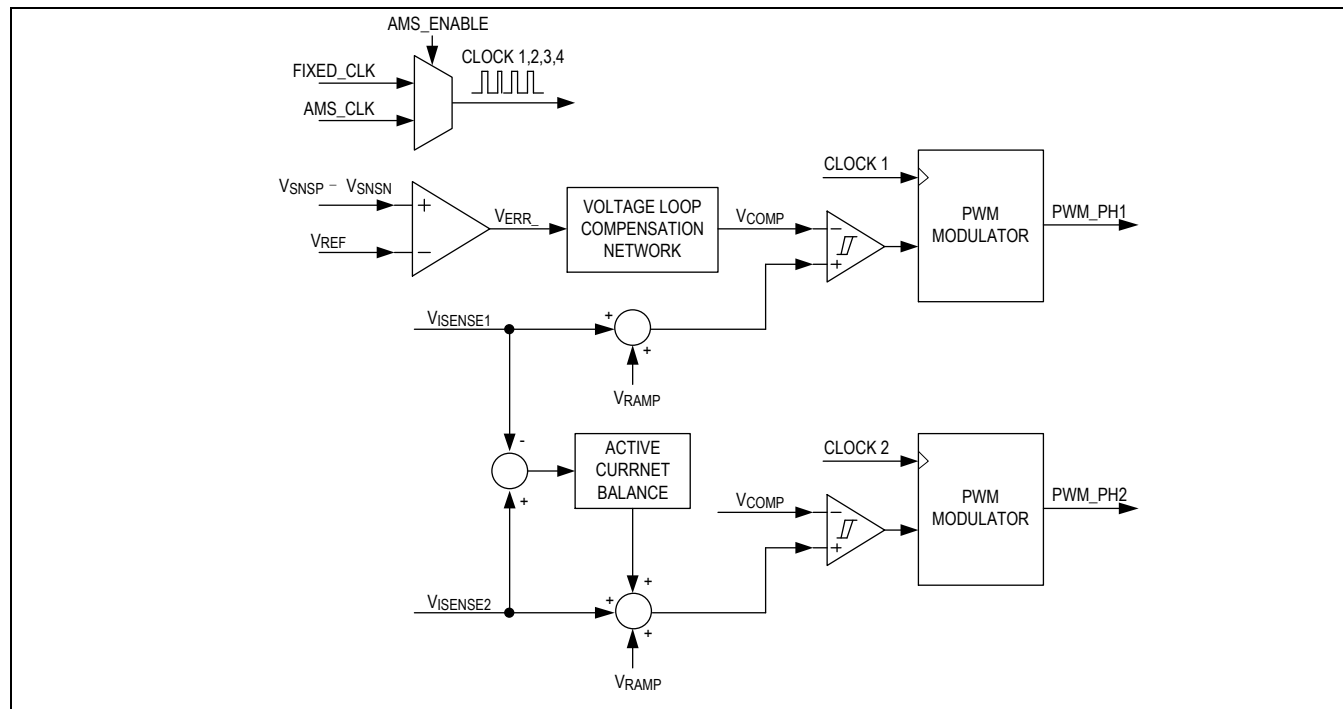 AMS_ENABLE
FIXED_CLK
CLOCK 1,2,3,4
AMS_CLK
CLOCK 1
VSNSP - VSNSN
+
VERR_
VOLTAGE LOOP
COMPENSATION
NETWORK
VCOMP
-
PWM
MODULATOR
PWM_PH1
VREF
-
+
VISENSE1
+
+
VRAMP
-
ACTIVE
CURRNET
BALANCE
CLOCK 2
+
VCOMP
-
PWM
MODULATOR
PWM_PH2
+
+
VISENSE2
+
+
VRAMP